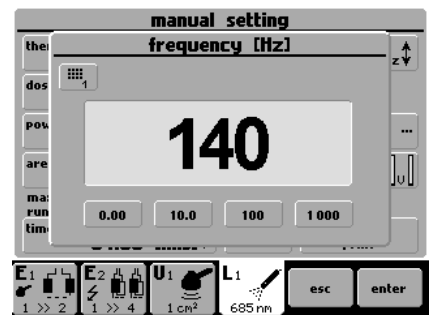 manual setting
frequency [Hz]
the
z
1
dos
140
pow
...
are
U
0.00 10.0 100 1 000
ma
run
tim
E1 E2 U1 L1
esc enter
1 >> 2 1 >> 4 1 cm² 685 nm